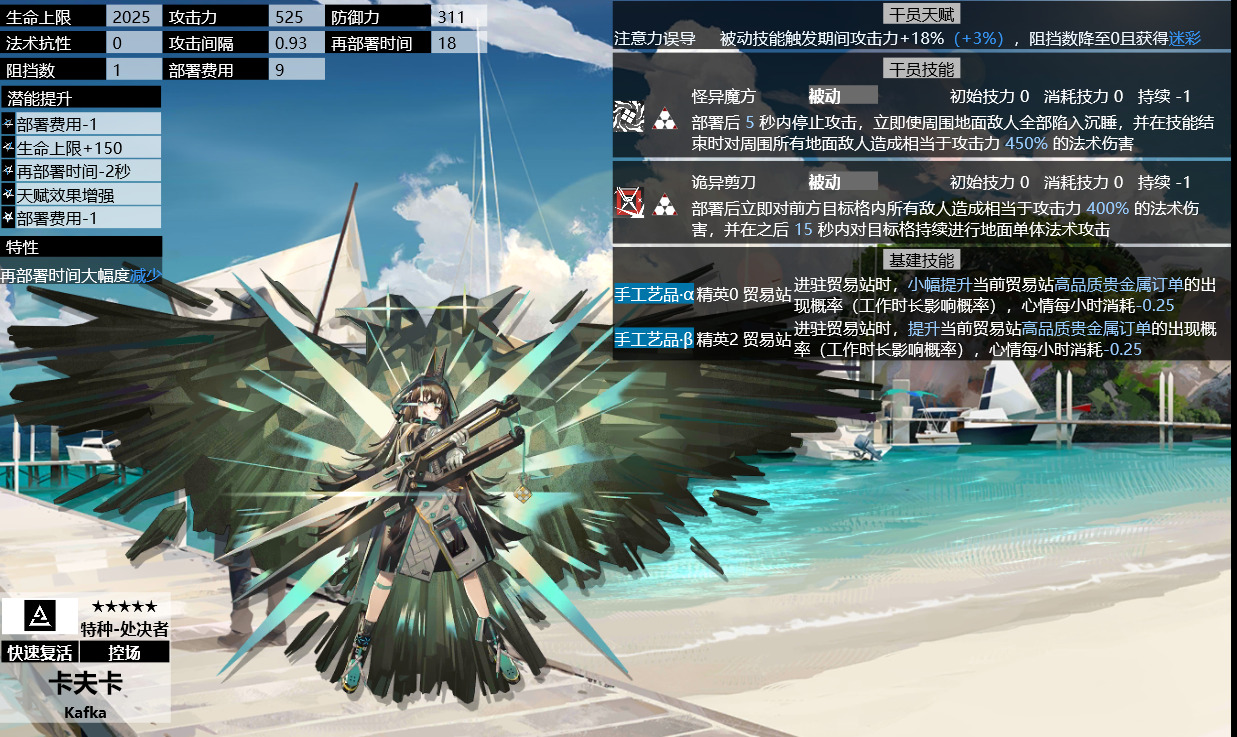 生命上限 2025 攻击力 525 防御力 311
法术抗性 0 攻击间隔 0.93 再部署时间 18
阻挡数 1 部署费用 9
潜能提升
部署费用-1
生命上限+150
再部署时间-2秒
天赋效果增强
部署费用-1
特性
再部署时间大幅度减少
干员天赋
注意力误导 被动技能触发期间攻击力+18%（+3%），阻挡数降至0且获得迷彩
干员技能
怪异魔方 被动 初始技力 0 消耗技力 0 持续 -1
部署后 5 秒内停止攻击，立即使周围地面敌人全部陷入沉睡，并在技能结
束时对周围所有地面敌人造成相当于攻击力 450% 的法术伤害
诡异剪刀 被动 初始技力 0 消耗技力 0 持续 -1
部署后立即对前方目标格内所有敌人造成相当于攻击力 400% 的法术伤
害，并在之后 15 秒内对目标格持续进行地面单体法术攻击
基建技能
手工艺品·α 精英0 贸易站 进驻贸易站时，小幅提升当前贸易站高品质贵金属订单的出
现概率（工作时长影响概率），心情每小时消耗-0.25
手工艺品·β 精英2 贸易站 进驻贸易站时，提升当前贸易站高品质贵金属订单的出现概
率（工作时长影响概率），心情每小时消耗-0.25
★★★★★
特种-处决者
快速复活 控场
卡夫卡
Kafka